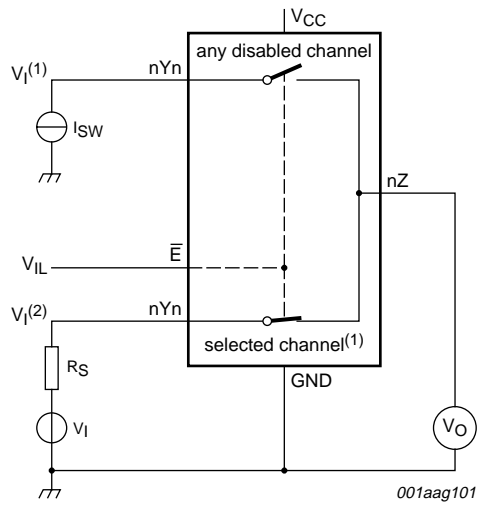 VCC
any disabled channel
VI(1)
nYn
ISW
nZ
E̅
VIL
VI(2)
nYn
selected channel(1)
RS
GND
VI
VO
001aag101